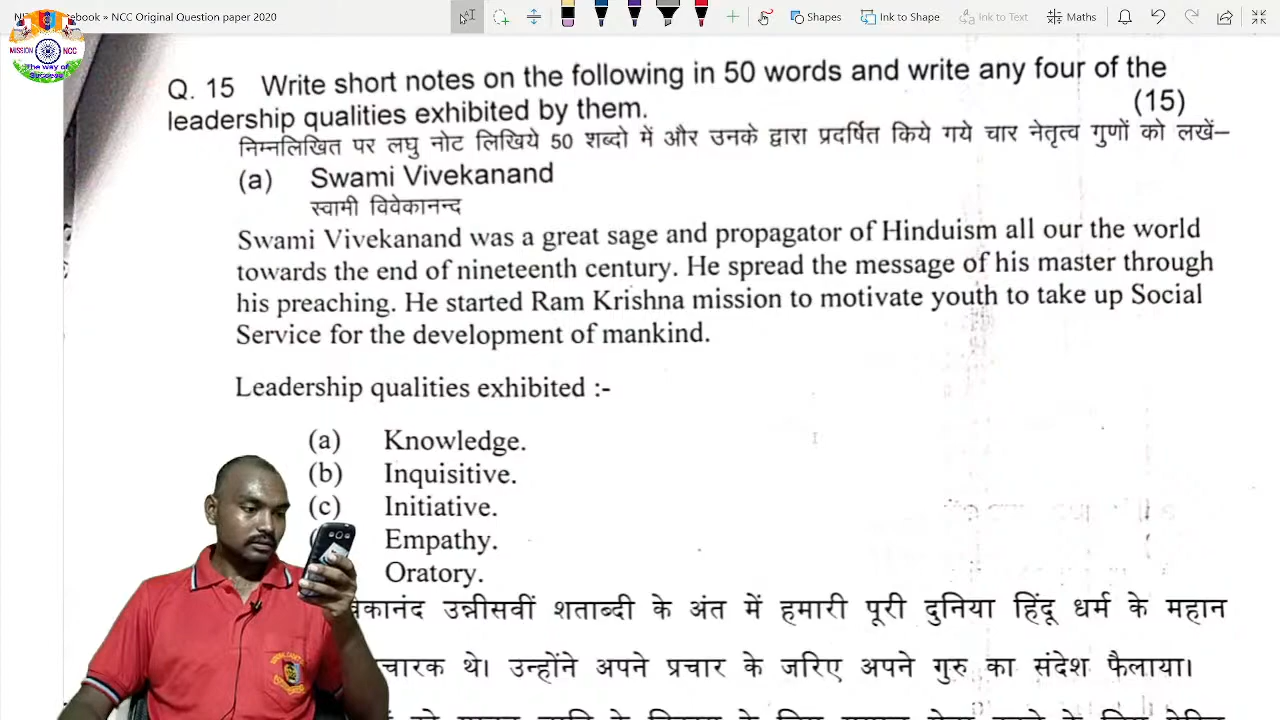 ebook » NCC Original Question paper 2020
Shapes
Ink to Shape
Ink to Text
Maths
MISSION NCC
The way of
Success
Q. 15 Write short notes on the following in 50 words and write any four of the
leadership qualities exhibited by them. (15)
निम्नलिखित पर लघु नोट लिखिये 50 शब्दो में और उनके द्वारा प्रदर्षित किये गये चार नेतृत्व गुणों को लखें–
(a) Swami Vivekanand
स्वामी विवेकानन्द
Swami Vivekanand was a great sage and propagator of Hinduism all our the world
towards the end of nineteenth century. He spread the message of his master through
his preaching. He started Ram Krishna mission to motivate youth to take up Social
Service for the development of mankind.
Leadership qualities exhibited :-
(a) Knowledge.
(b) Inquisitive.
(c) Initiative.
Empathy.
Oratory.
उन्नीसवीं शताब्दी के अंत में हमारी पूरी दुनिया हिंदू धर्म के महान
चारक थे। उन्होंने अपने प्रचार के जरिए अपने गुरु का संदेश फैलाया।